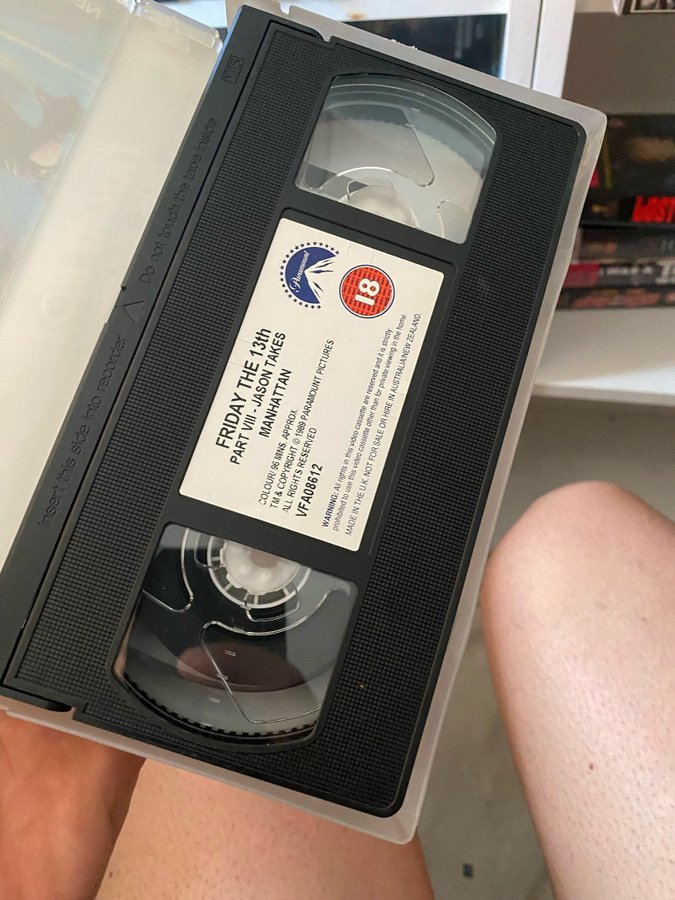 VHS
Do not touch the tape inside
Insert this side into recorder
Paramount
18
FRIDAY THE 13th
PART VIII - JASON TAKES
MANHATTAN
COLOUR/ 96 MINS. APPROX.
TM & COPYRIGHT © 1989 PARAMOUNT PICTURES
ALL RIGHTS RESERVED
VFA08612
WARNING: All rights in this video cassette are reserved and it is strictly
prohibited to use this video cassette other than for private viewing in the home.
MADE IN THE U.K. NOT FOR SALE OR HIRE IN AUSTRALIA/NEW ZEALAND.
LOST